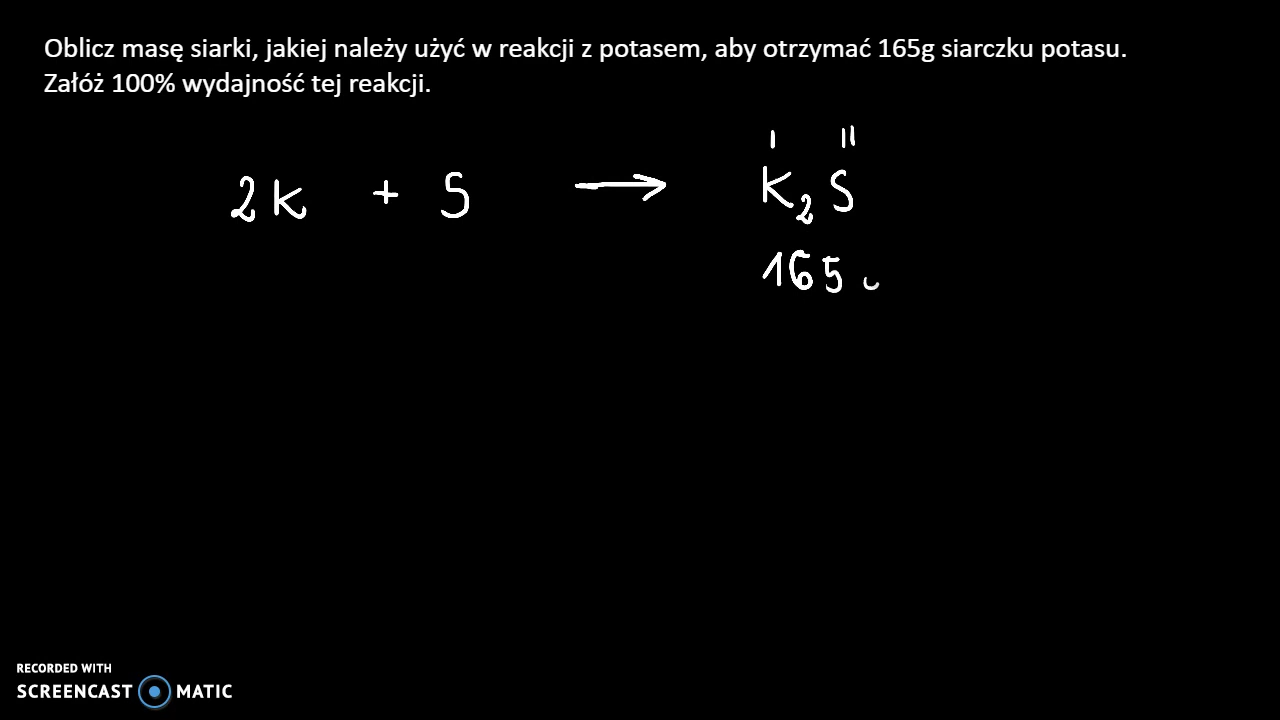 Oblicz masę siarki, jakiej należy użyć w reakcji z potasem, aby otrzymać 165g siarczku potasu.
Załóż 100% wydajność tej reakcji.
I II
2K + S → K₂S
165
RECORDED WITH
SCREENCAST MATIC